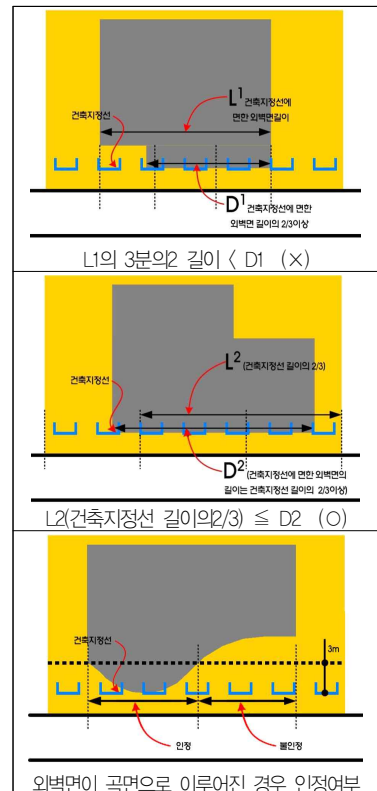 L1 건축지정선에
면한 외벽면길이
건축지정선
D1 건축지정선에 면한
외벽면 길이의 2/3이상
L1의 3분의2 길이 < D1 (×)
L2 (건축지정선 길이의 2/3)
건축지정선
D2 (건축지정선에 면한 외벽면의
길이는 건축지정선 길이의 2/3이상)
L2(건축지정선 길이의2/3) ≦ D2 (O)
건축지정선
3m
인정
불인정
외벽면이 곡면으로 이루어진 경우 인정여부